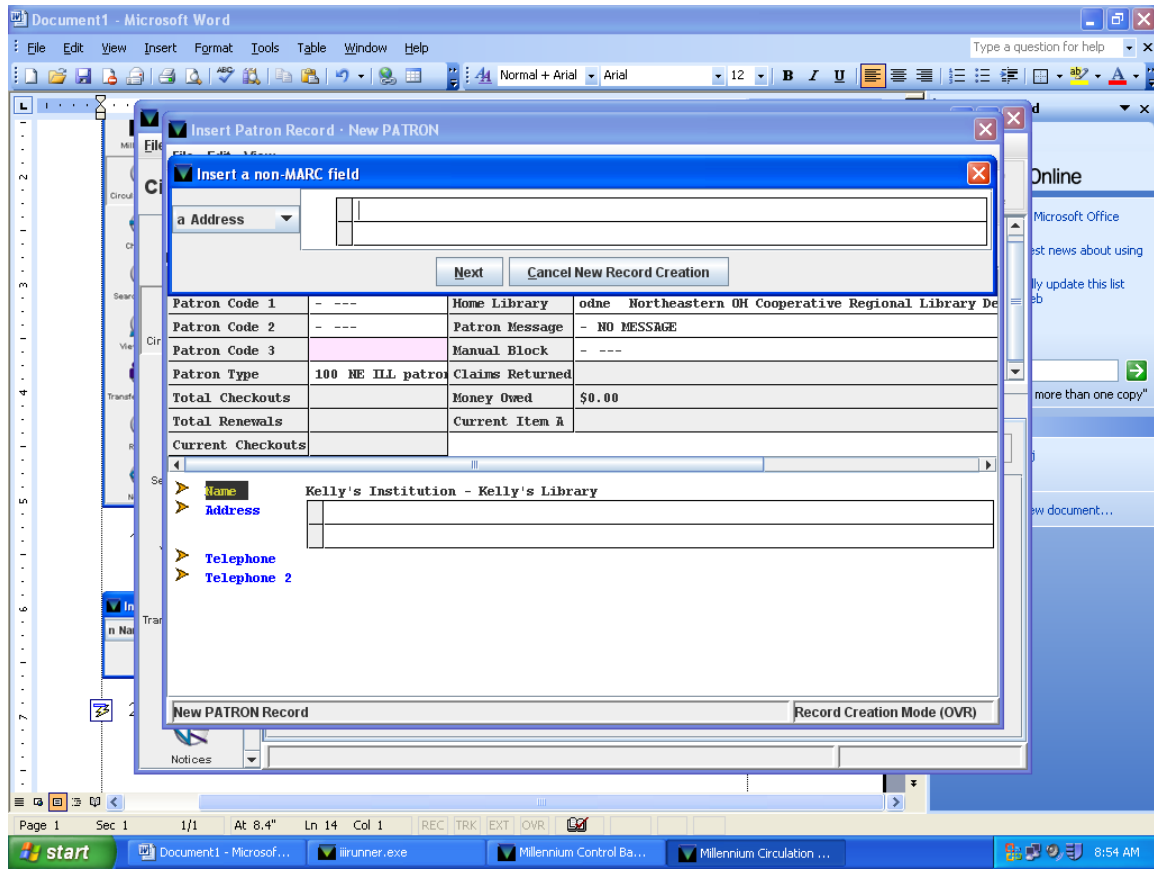 Document1 - Microsoft Word
File Edit View Insert Format Tools Table Window Help
Type a question for help
Normal + Arial Arial 12 B I U
Insert Patron Record · New PATRON
File
Insert a non-MARC field
Ci
Online
a Address
Microsoft Office
est news about using
Next Cancel New Record Creation
lly update this list
eb
Patron Code 1 - --- Home Library odne Northeastern OH Cooperative Regional Library De
Patron Code 2 - --- Patron Message - NO MESSAGE
Patron Code 3 Manual Block - ---
Cir
Patron Type 100 NE ILL patron Claims Returned
Total Checkouts Money Owed $0.00
more than one copy"
Total Renewals Current Item A
Current Checkouts
Name Kelly's Institution - Kelly's Library
Address
ew document...
Telephone
Telephone 2
n Na
Tran
New PATRON Record Record Creation Mode (OVR)
Notices
Page 1 Sec 1 1/1 At 8.4" Ln 14 Col 1 REC TRK EXT OVR
start Document1 - Microsof... iiirunner.exe Millennium Control Ba... Millennium Circulation ... 8:54 AM